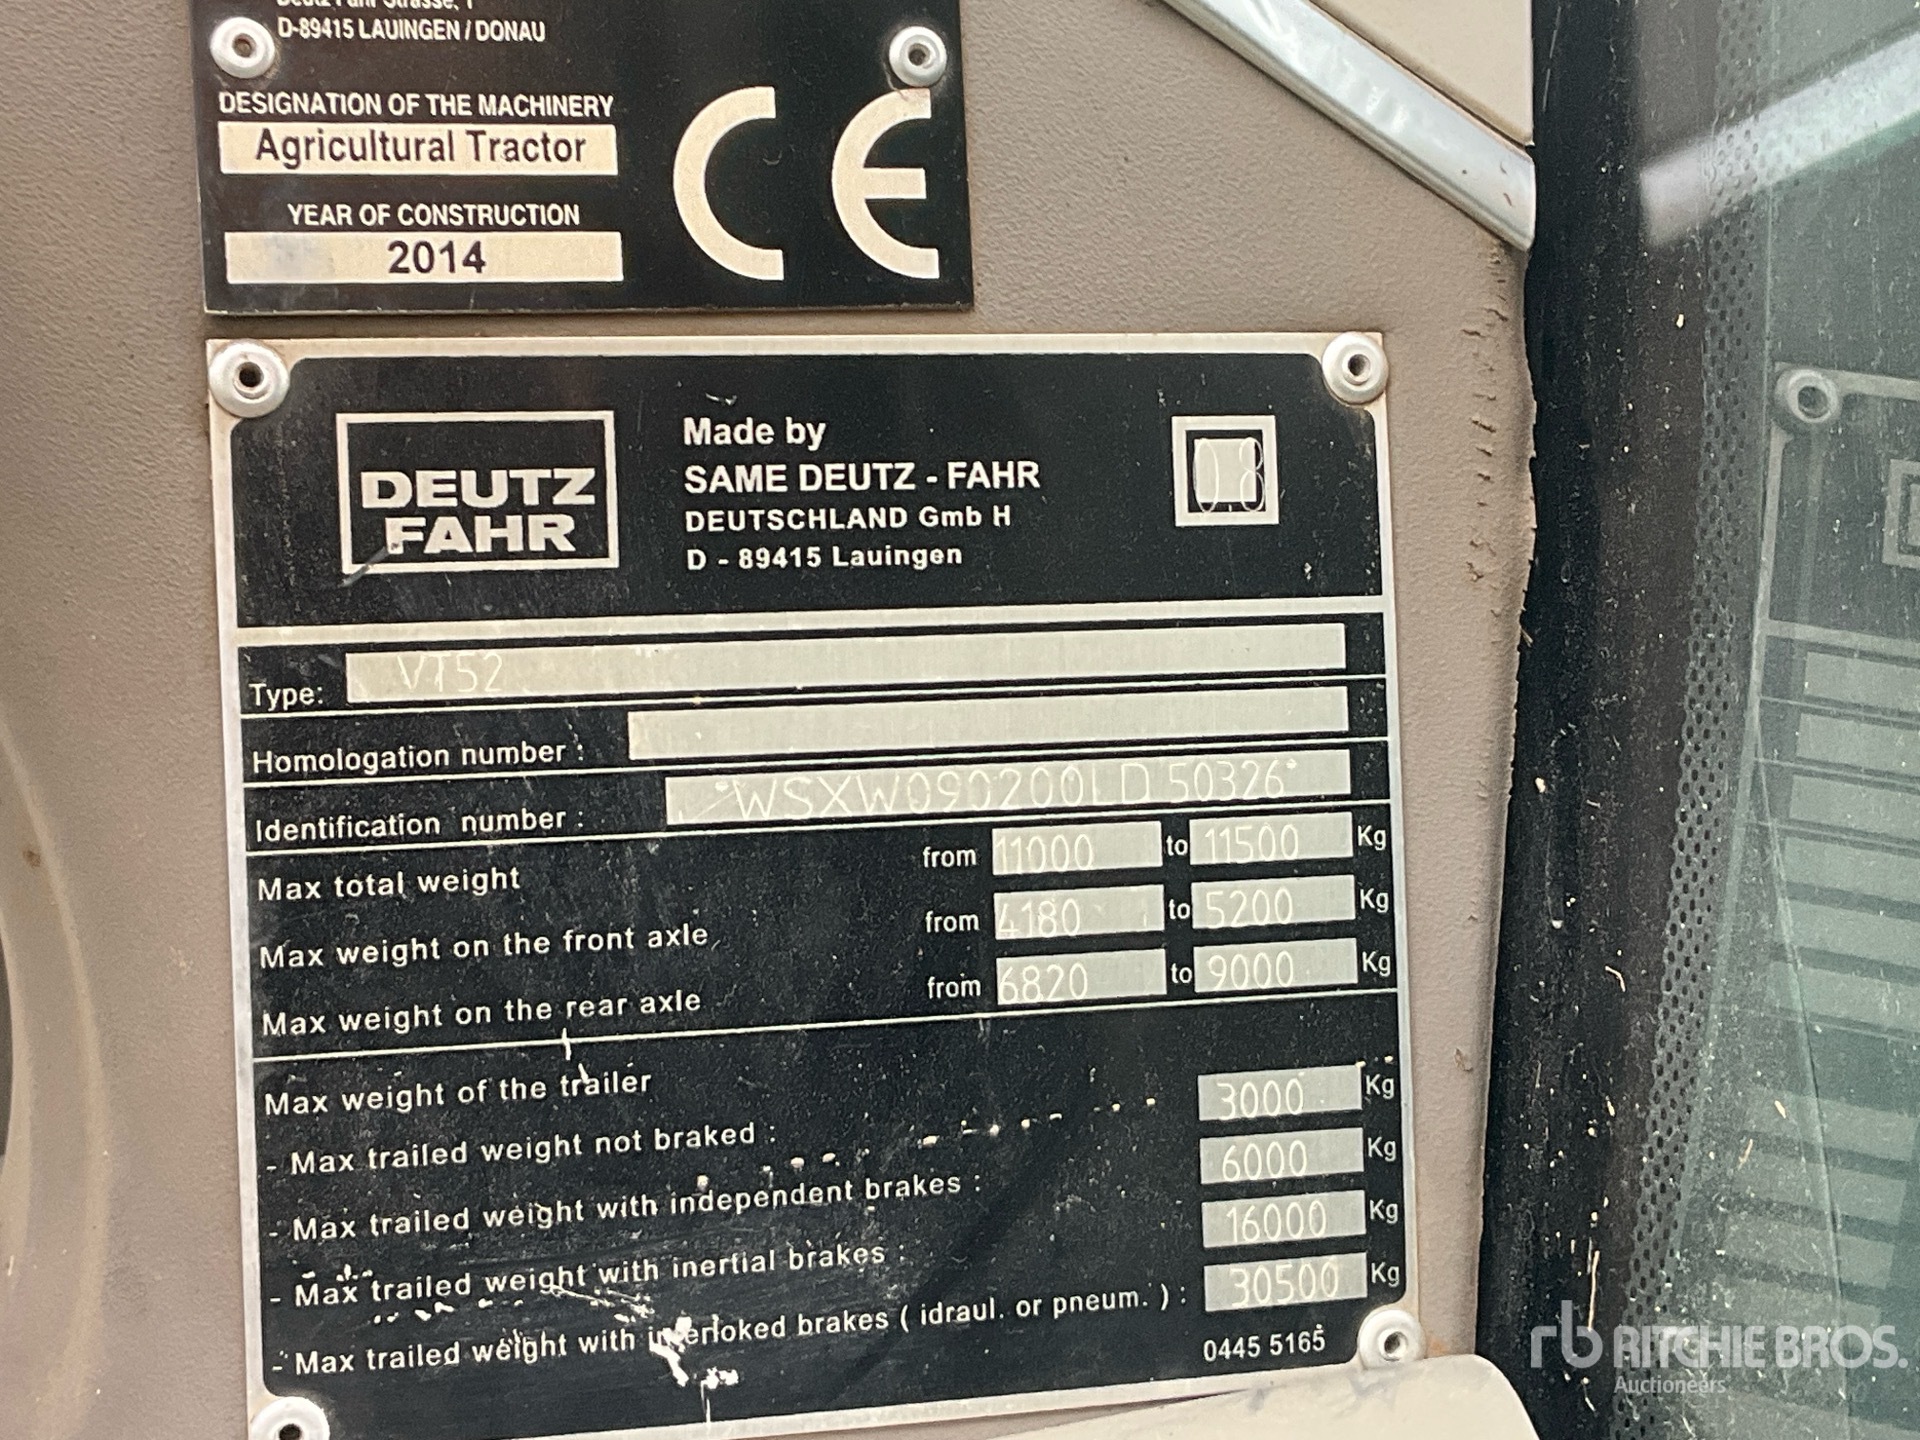 D-89415 LAUINGEN / DONAU
DESIGNATION OF THE MACHINERY
Agricultural Tractor
YEAR OF CONSTRUCTION
2014
CE
DEUTZ
FAHR
Made by
SAME DEUTZ - FAHR
DEUTSCHLAND Gmb H
D - 89415 Lauingen
0.8
Type: VT52
Homologation number :
Identification number : *WSXW090200LD50326*
Max total weight from 11000 to 11500 Kg
Max weight on the front axle from 4180 to 5200 Kg
Max weight on the rear axle from 6820 to 9000 Kg
Max weight of the trailer
- Max trailed weight not braked : 3000 Kg
- Max trailed weight with independent brakes : 6000 Kg
- Max trailed weight with inertial brakes : 16000 Kg
- Max trailed weight with interloked brakes ( idraul. or pneum. ) : 30500 Kg
0445 5165
rb RITCHIE BROS.
Auctioneers